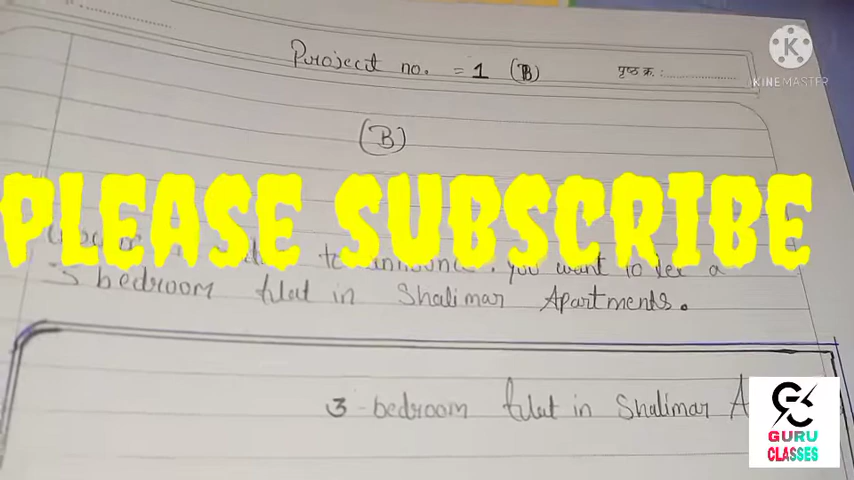 Project no. = 1 (B)
पृष्ठ क्र. :
KINEMASTER
(B)
PLEASE SUBSCRIBE
to announce. you want to let a
3 bedroom flat in Shalimar Apartments.
3-bedroom flat in Shalimar A
GURU
CLASSES